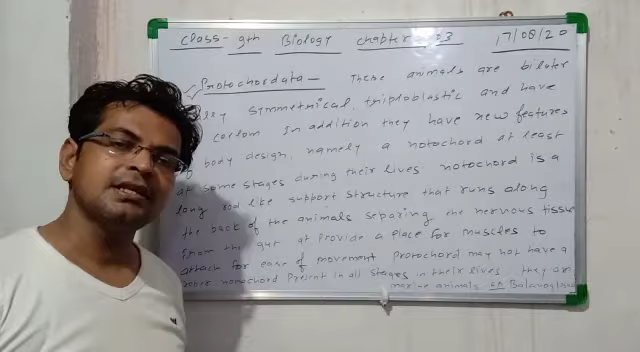 Class- 9th Biology chapter-03 17/08/20
Protochordata - These animals are bilater
symmetrical, triploblastic and have
coelom In addition they have new features
of body design, namely a notochord at least
at some stages during their lives notochord is a
long rod like support structure that runs along
the back of the animals separing the nervous tissue
from the gut at provide a place for muscles to
attach for ease of movement Protochord may not have a
notochord Present in all stages in their lives They are
marine animals Ex Balanoglossus